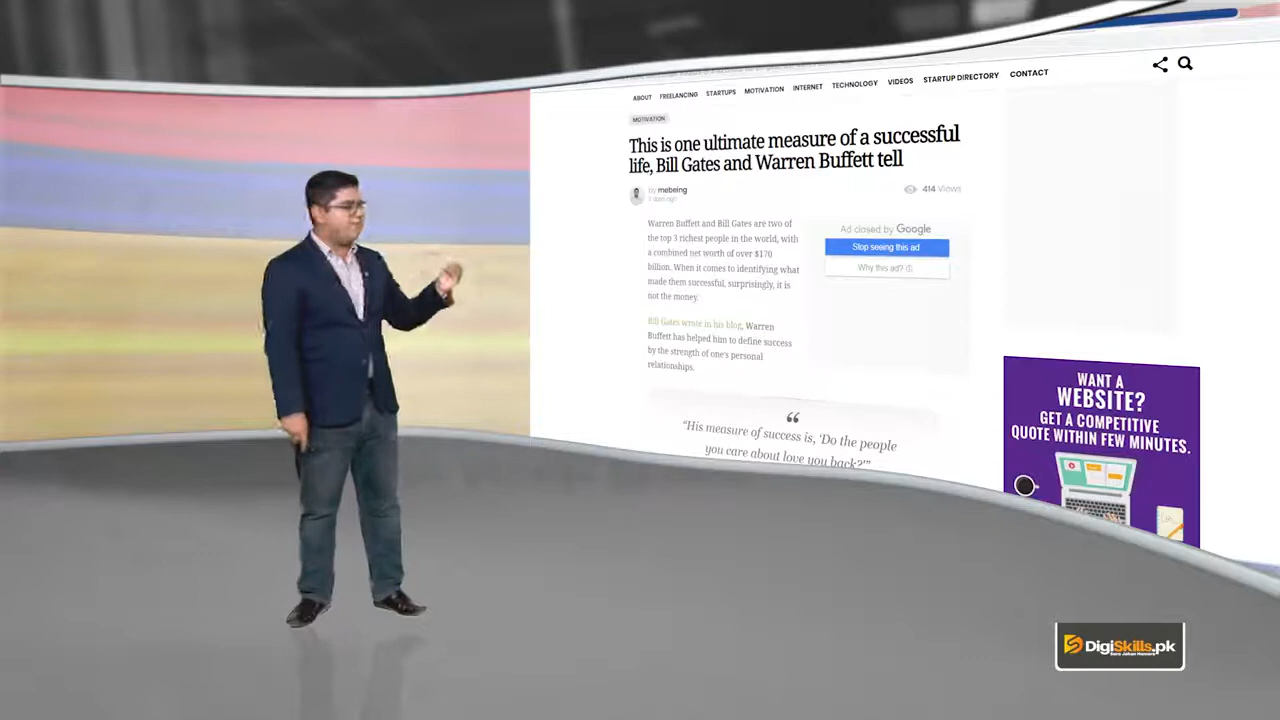 ABOUT FREELANCING STARTUPS MOTIVATION INTERNET TECHNOLOGY VIDEOS STARTUP DIRECTORY CONTACT
MOTIVATION
This is one ultimate measure of a successful
life, Bill Gates and Warren Buffett tell
by mebeing
414 Views
Warren Buffett and Bill Gates are two of
the top 3 richest people in the world, with
a combined net worth of over $170
billion. When it comes to identifying what
made them successful, surprisingly, it is
not the money.
Bill Gates wrote in his blog, Warren
Buffett has helped him to define success
by the strength of one's personal
relationships.
Ad closed by Google
Stop seeing this ad
Why this ad?
“
“His measure of success is, ‘Do the people
you care about love you back?’”
WANT A
WEBSITE?
GET A COMPETITIVE
QUOTE WITHIN FEW MINUTES.
DigiSkills.pk